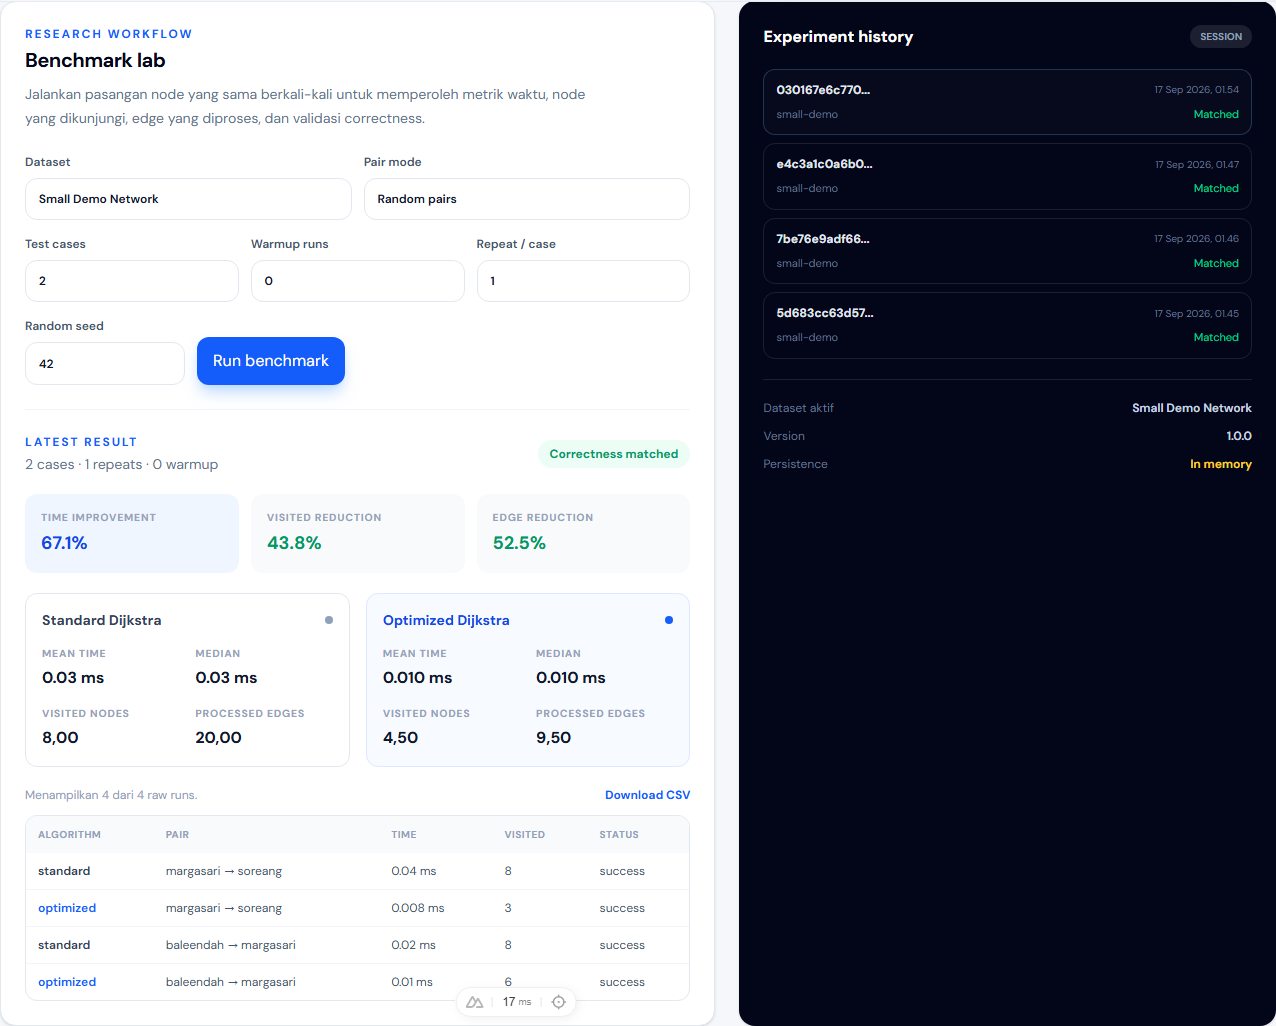 RESEARCH WORKFLOW
Benchmark lab
Jalankan pasangan node yang sama berkali-kali untuk memperoleh metrik waktu, node
yang dikunjungi, edge yang diproses, dan validasi correctness.
Dataset
Pair mode
Small Demo Network
Random pairs
Test cases
Warmup runs
Repeat / case
2
0
1
Random seed
42
Run benchmark
LATEST RESULT
2 cases · 1 repeats · 0 warmup
Correctness matched
TIME IMPROVEMENT
67.1%
VISITED REDUCTION
43.8%
EDGE REDUCTION
52.5%
Standard Dijkstra
MEAN TIME
MEDIAN
0.03 ms
0.03 ms
VISITED NODES
PROCESSED EDGES
8,00
20,00
Optimized Dijkstra
MEAN TIME
MEDIAN
0.010 ms
0.010 ms
VISITED NODES
PROCESSED EDGES
4,50
9,50
Menampilkan 4 dari 4 raw runs.
Download CSV
ALGORITHM PAIR TIME VISITED STATUS
standard margasari → soreang 0.04 ms 8 success
optimized margasari → soreang 0.008 ms 3 success
standard baleendah → margasari 0.02 ms 8 success
optimized baleendah → margasari 0.01 ms 6 success
17 ms
Experiment history
SESSION
030167e6c770... 17 Sep 2026, 01.54
small-demo Matched
e4c3a1c0a6b0... 17 Sep 2026, 01.47
small-demo Matched
7be76e9adf66... 17 Sep 2026, 01.46
small-demo Matched
5d683cc63d57... 17 Sep 2026, 01.45
small-demo Matched
Dataset aktif Small Demo Network
Version 1.0.0
Persistence In memory